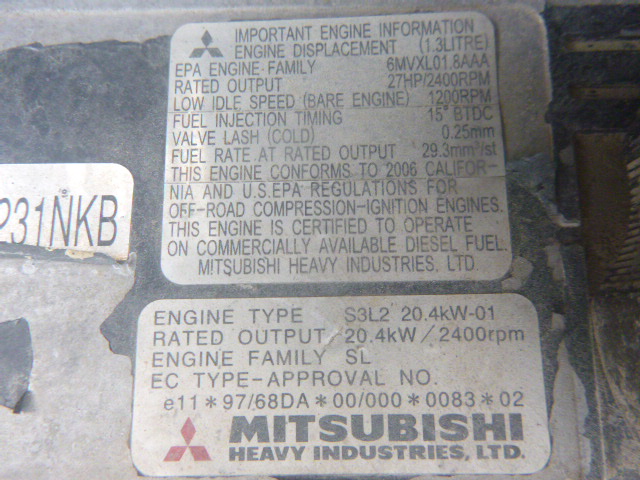 IMPORTANT ENGINE INFORMATION
ENGINE DISPLACEMENT (1.3LITRE)
EPA ENGINE FAMILY 6MVXL01.8AAA
RATED OUTPUT 27HP/2400RPM
LOW IDLE SPEED (BARE ENGINE) 1200RPM
FUEL INJECTION TIMING 15° BTDC
VALVE LASH (COLD) 0.25mm
FUEL RATE AT RATED OUTPUT 29.3mm³/st
THIS ENGINE CONFORMS TO 2006 CALIFOR-
NIA AND U.S.EPA REGULATIONS FOR
OFF-ROAD COMPRESSION-IGNITION ENGINES.
THIS ENGINE IS CERTIFIED TO OPERATE
ON COMMERCIALLY AVAILABLE DIESEL FUEL.
MITSUBISHI HEAVY INDUSTRIES, LTD.
231NKB
ENGINE TYPE S3L2 20.4kW-01
RATED OUTPUT 20.4kW/2400rpm
ENGINE FAMILY SL
EC TYPE-APPROVAL NO.
e11*97/68DA*00/000*0083*02
MITSUBISHI
HEAVY INDUSTRIES, LTD.